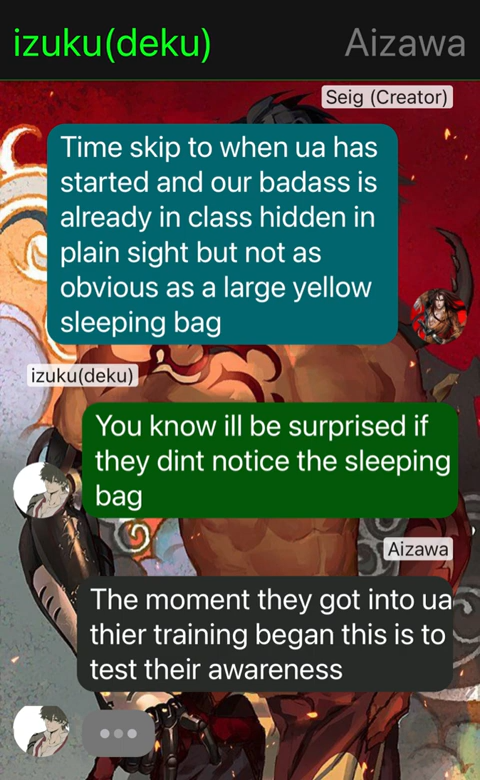 izuku(deku) Aizawa
Seig (Creator)
Time skip to when ua has
started and our badass is
already in class hidden in
plain sight but not as
obvious as a large yellow
sleeping bag
izuku(deku)
You know ill be surprised if
they dint notice the sleeping
bag
Aizawa
The moment they got into ua
thier training began this is to
test their awareness